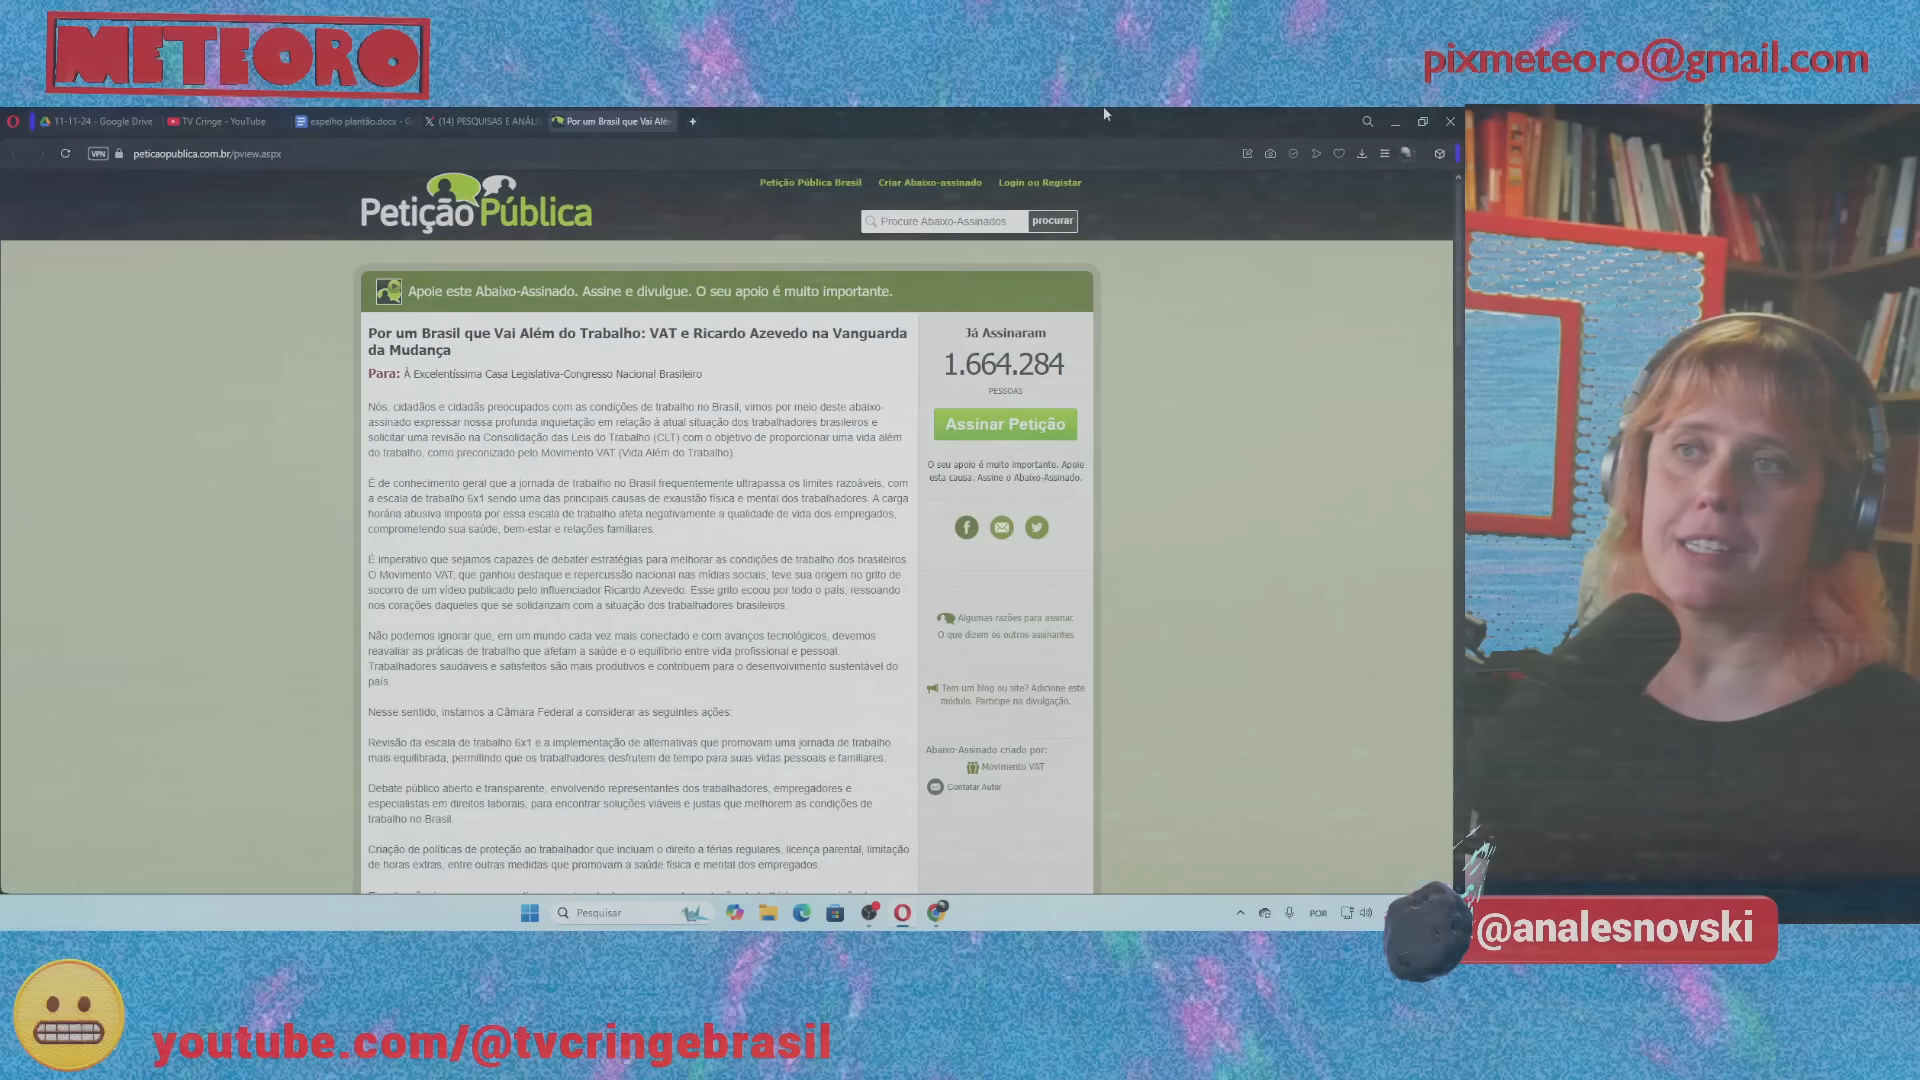 METEORO
pixmeteoro@gmail.com
11-11-24 - Google Drive
TV Cringe - YouTube
espelho plantão.docx - G
(14) PESQUISAS E ANÁLI
Por um Brasil que Vai Alé
VPN
peticaopublica.com.br/pview.aspx
Petição Pública
Petição Pública Brasil
Criar Abaixo-assinado
Login ou Registar
Procure Abaixo-Assinados
procurar
Apoie este Abaixo-Assinado. Assine e divulgue. O seu apoio é muito importante.
Por um Brasil que Vai Além do Trabalho: VAT e Ricardo Azevedo na Vanguarda
da Mudança
Para: À Excelentíssima Casa Legislativa-Congresso Nacional Brasileiro
Nós, cidadãos e cidadãs preocupados com as condições de trabalho no Brasil, vimos por meio deste abaixo-
assinado expressar nossa profunda inquietação em relação à atual situação dos trabalhadores brasileiros e
solicitar uma revisão na Consolidação das Leis do Trabalho (CLT) com o objetivo de proporcionar uma vida além
do trabalho, como preconizado pelo Movimento VAT (Vida Além do Trabalho).
É de conhecimento geral que a jornada de trabalho no Brasil frequentemente ultrapassa os limites razoáveis, com
a escala de trabalho 6x1 sendo uma das principais causas de exaustão física e mental dos trabalhadores. A carga
horária abusiva imposta por essa escala de trabalho afeta negativamente a qualidade de vida dos empregados,
comprometendo sua saúde, bem-estar e relações familiares.
É imperativo que sejamos capazes de debater estratégias para melhorar as condições de trabalho dos brasileiros.
O Movimento VAT, que ganhou destaque e repercussão nacional nas mídias sociais, teve sua origem no grito de
socorro de um vídeo publicado pelo influenciador Ricardo Azevedo. Esse grito ecoou por todo o país, ressoando
nos corações daqueles que se solidarizam com a situação dos trabalhadores brasileiros.
Não podemos ignorar que, em um mundo cada vez mais conectado e com avanços tecnológicos, devemos
reavaliar as práticas de trabalho que afetam a saúde e o equilíbrio entre vida profissional e pessoal.
Trabalhadores saudáveis e satisfeitos são mais produtivos e contribuem para o desenvolvimento sustentável do
país.
Nesse sentido, instamos a Câmara Federal a considerar as seguintes ações:
Revisão da escala de trabalho 6x1 e a implementação de alternativas que promovam uma jornada de trabalho
mais equilibrada, permitindo que os trabalhadores desfrutem de tempo para suas vidas pessoais e familiares.
Debate público aberto e transparente, envolvendo representantes dos trabalhadores, empregadores e
especialistas em direitos laborais, para encontrar soluções viáveis e justas que melhorem as condições de
trabalho no Brasil.
Criação de políticas de proteção ao trabalhador que incluam o direito a férias regulares, licença parental, limitação
de horas extras, entre outras medidas que promovam a saúde física e mental dos empregados.
Já Assinaram
1.664.284
PESSOAS
Assinar Petição
O seu apoio é muito importante. Apoie
esta causa. Assine o Abaixo-Assinado.
Algumas razões para assinar.
O que dizem os outros assinantes
Tem um blog ou site? Adicione este
módulo. Participe na divulgação.
Abaixo-Assinado criado por:
Movimento VAT
Contatar Autor
Pesquisar
POR
@analesnovski
youtube.com/@tvcringebrasil